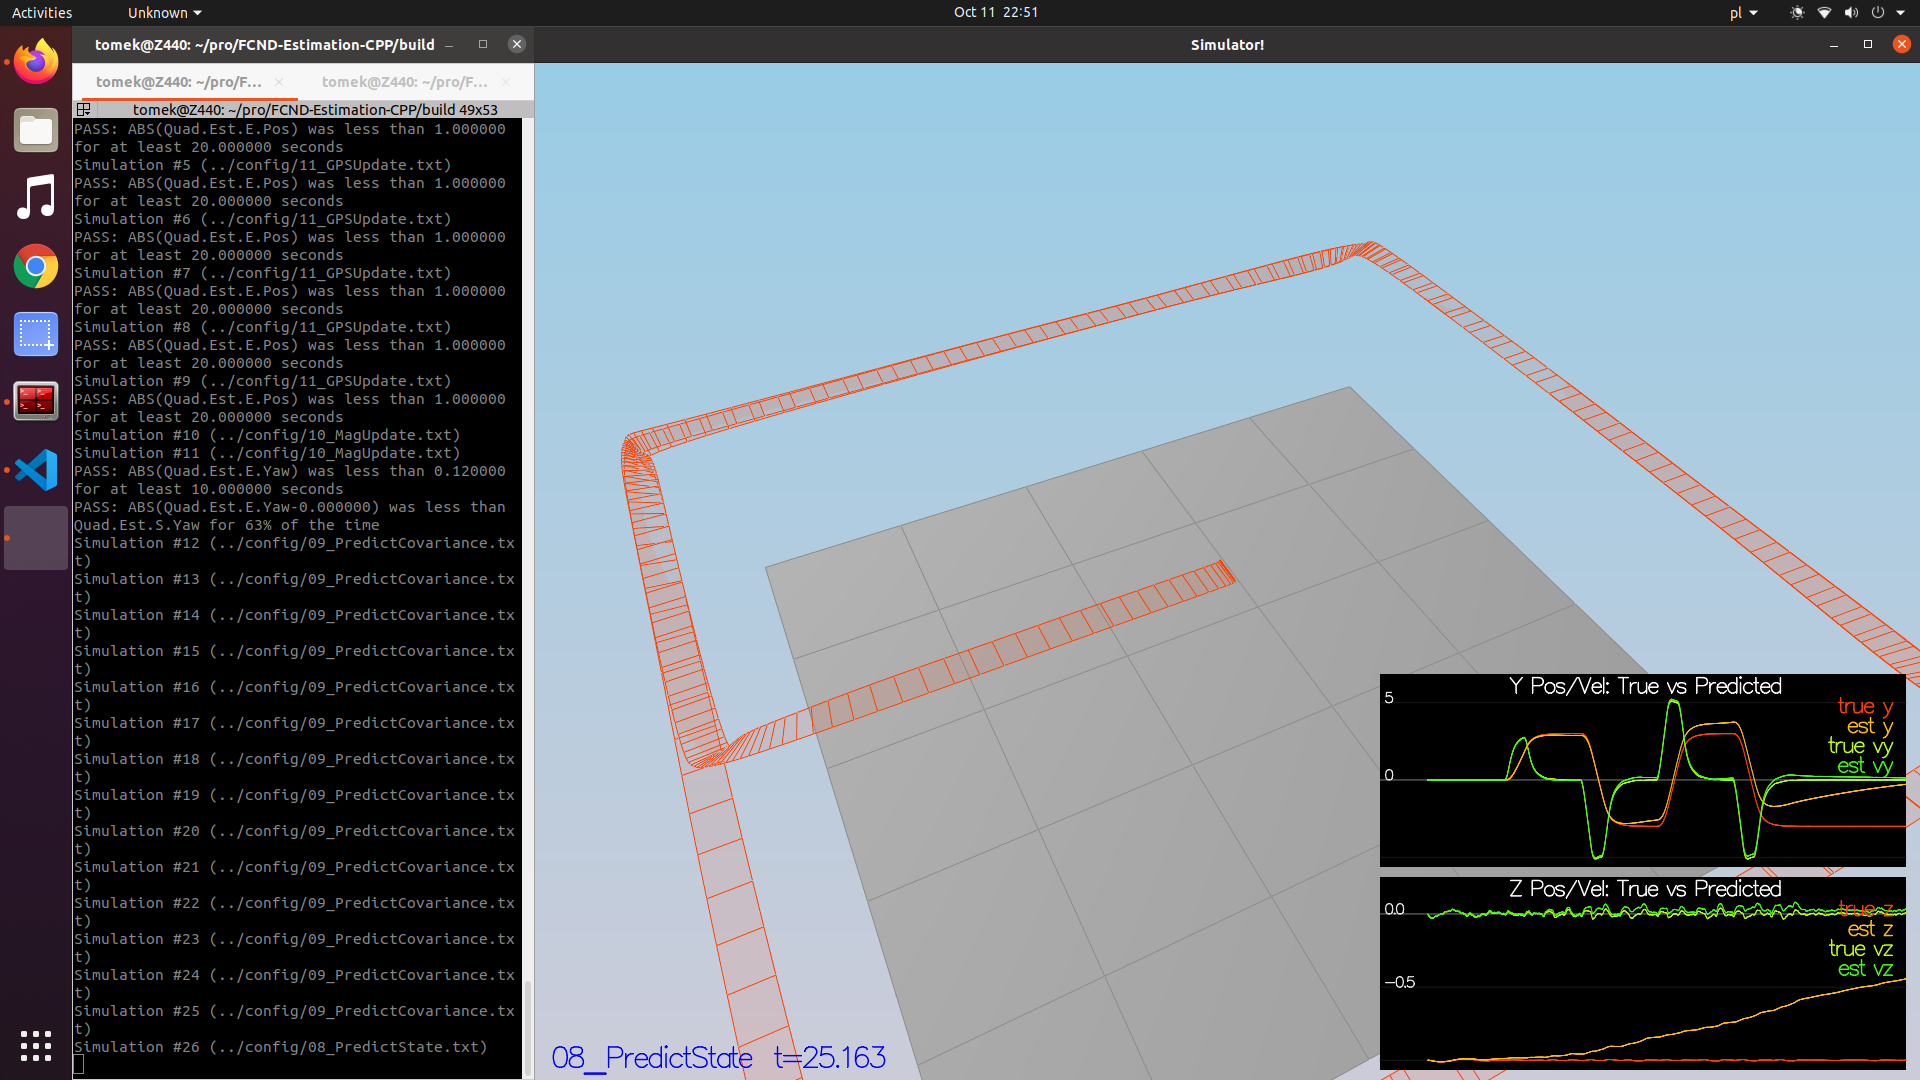 Activities
Unknown
Oct 11 22:51
pl
tomek@Z440: ~/pro/FCND-Estimation-CPP/build
Simulator!
tomek@Z440: ~/pro/F...
tomek@Z440: ~/pro/F...
tomek@Z440: ~/pro/FCND-Estimation-CPP/build 49x53
PASS: ABS(Quad.Est.E.Pos) was less than 1.000000
for at least 20.000000 seconds
Simulation #5 (../config/11_GPSUpdate.txt)
PASS: ABS(Quad.Est.E.Pos) was less than 1.000000
for at least 20.000000 seconds
Simulation #6 (../config/11_GPSUpdate.txt)
PASS: ABS(Quad.Est.E.Pos) was less than 1.000000
for at least 20.000000 seconds
Simulation #7 (../config/11_GPSUpdate.txt)
PASS: ABS(Quad.Est.E.Pos) was less than 1.000000
for at least 20.000000 seconds
Simulation #8 (../config/11_GPSUpdate.txt)
PASS: ABS(Quad.Est.E.Pos) was less than 1.000000
for at least 20.000000 seconds
Simulation #9 (../config/11_GPSUpdate.txt)
PASS: ABS(Quad.Est.E.Pos) was less than 1.000000
for at least 20.000000 seconds
Simulation #10 (../config/10_MagUpdate.txt)
Simulation #11 (../config/10_MagUpdate.txt)
PASS: ABS(Quad.Est.E.Yaw) was less than 0.120000
for at least 10.000000 seconds
PASS: ABS(Quad.Est.E.Yaw-0.000000) was less than
Quad.Est.S.Yaw for 63% of the time
Simulation #12 (../config/09_PredictCovariance.tx
t)
Simulation #13 (../config/09_PredictCovariance.tx
t)
Simulation #14 (../config/09_PredictCovariance.tx
t)
Simulation #15 (../config/09_PredictCovariance.tx
t)
Simulation #16 (../config/09_PredictCovariance.tx
t)
Simulation #17 (../config/09_PredictCovariance.tx
t)
Simulation #18 (../config/09_PredictCovariance.tx
t)
Simulation #19 (../config/09_PredictCovariance.tx
t)
Simulation #20 (../config/09_PredictCovariance.tx
t)
Simulation #21 (../config/09_PredictCovariance.tx
t)
Simulation #22 (../config/09_PredictCovariance.tx
t)
Simulation #23 (../config/09_PredictCovariance.tx
t)
Simulation #24 (../config/09_PredictCovariance.tx
t)
Simulation #25 (../config/09_PredictCovariance.tx
t)
Simulation #26 (../config/08_PredictState.txt)
08_PredictState t=25.163
Y Pos/Vel: True vs Predicted
5
0
true y
est y
true vy
est vy
Z Pos/Vel: True vs Predicted
0.0
-0.5
true z
est z
true vz
est vz